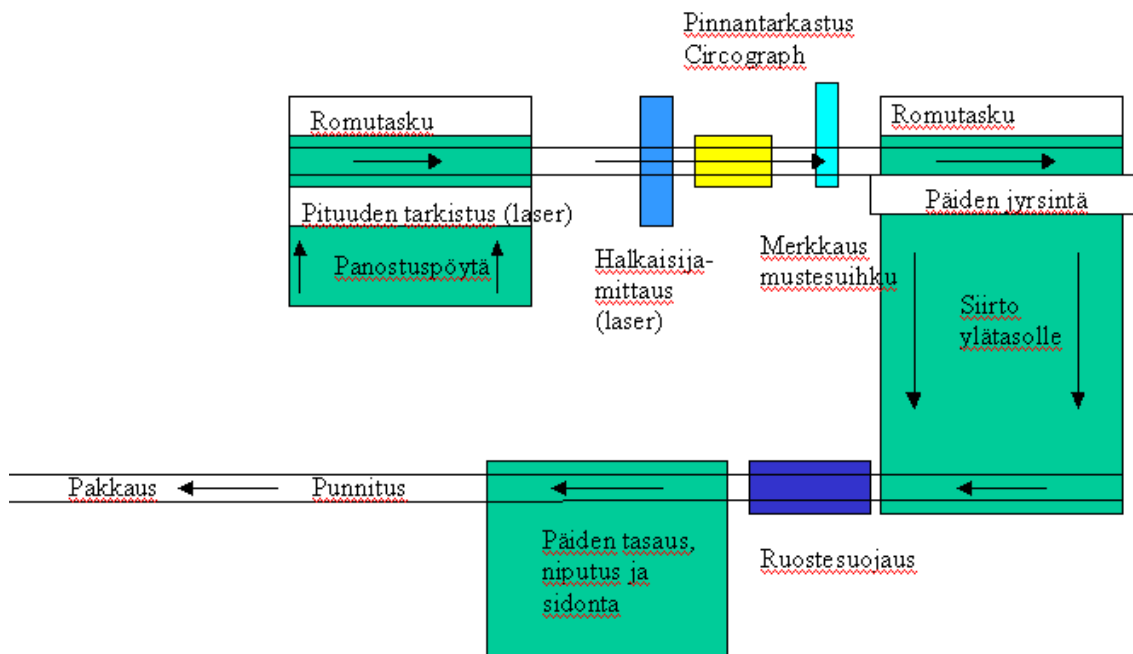 Pinnantarkastus
Circograph
Romutasku
Romutasku
Pituuden tarkistus (laser)
Päiden jyrsintä
Panostuspöytä
Halkaisija-
mittaus
(laser)
Merkkaus
mustesuihku
Siirto
ylätasolle
Pakkaus
Punnitus
Päiden tasaus,
niputus ja
sidonta
Ruostesuojaus